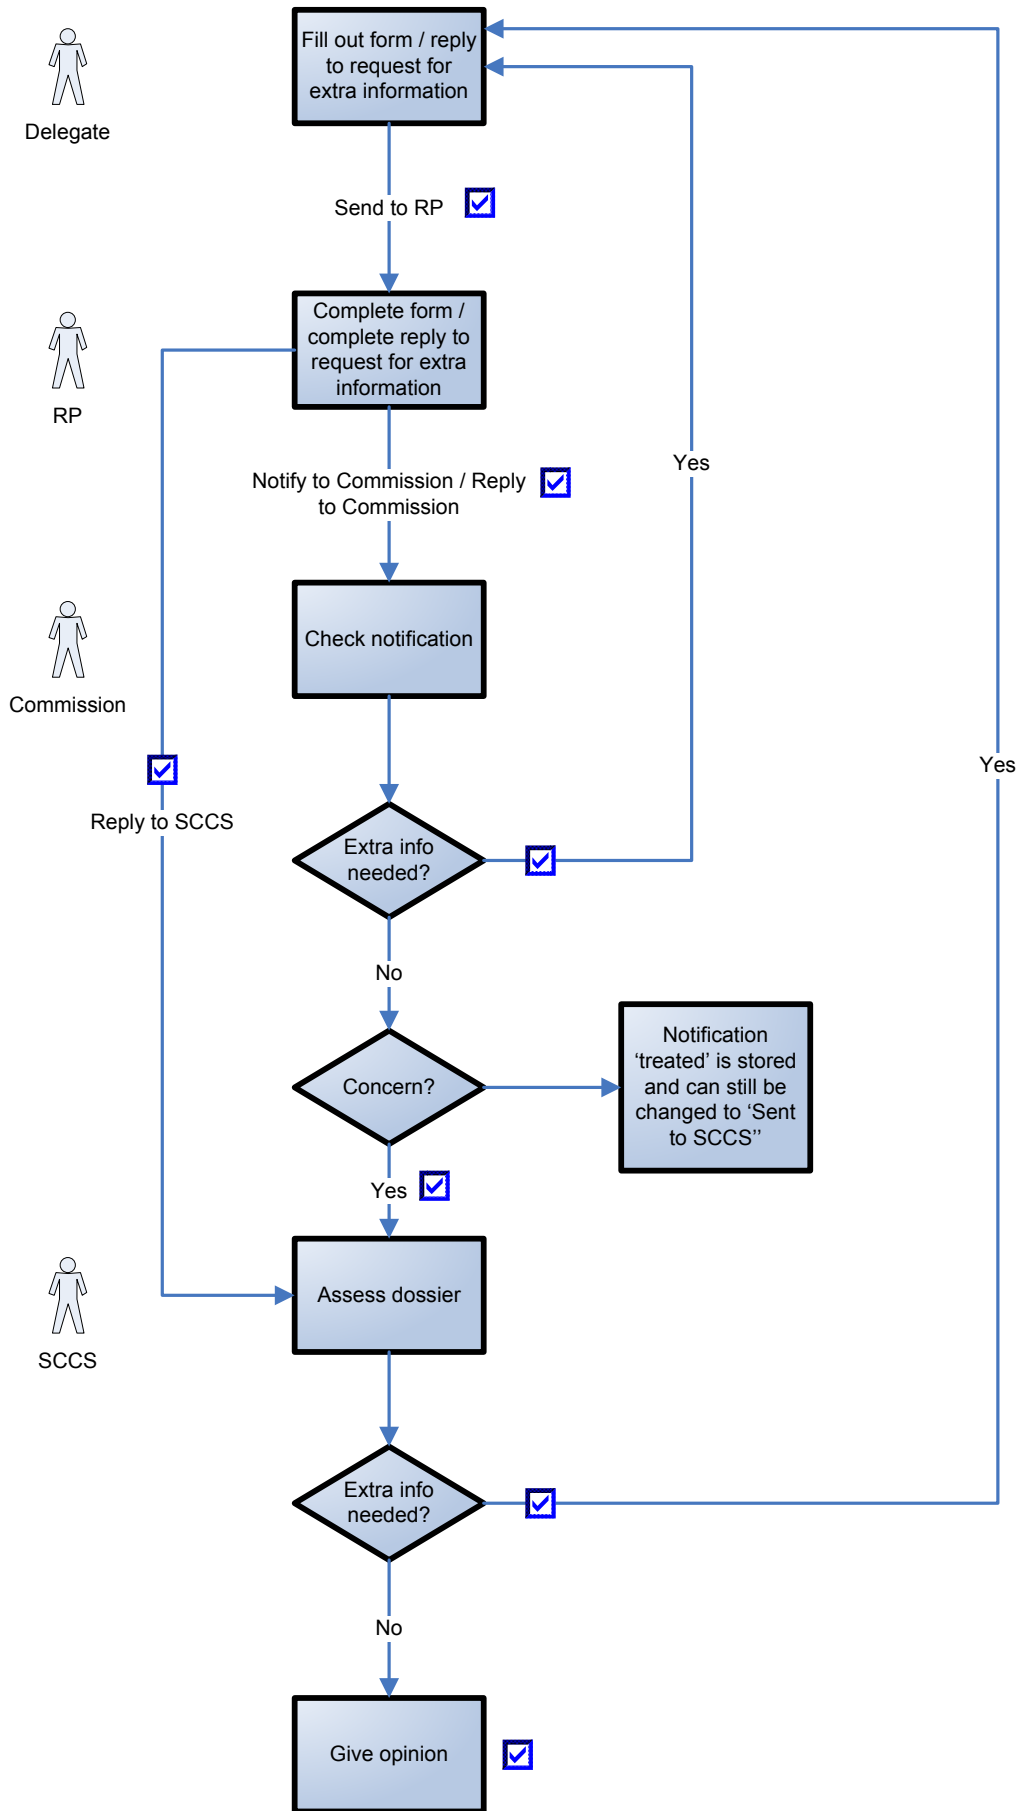 Fill out form / reply
to request for
extra information
Delegate
Send to RP
Complete form /
complete reply to
request for extra
information
RP
Yes
Notify to Commission / Reply
to Commission
Check notification
Commission
Yes
Reply to SCCS
Extra info
needed?
No
Notification
‘treated’ is stored
and can still be
changed to ‘Sent
to SCCS’’
Concern?
Yes
Assess dossier
SCCS
Extra info
needed?
No
Give opinion